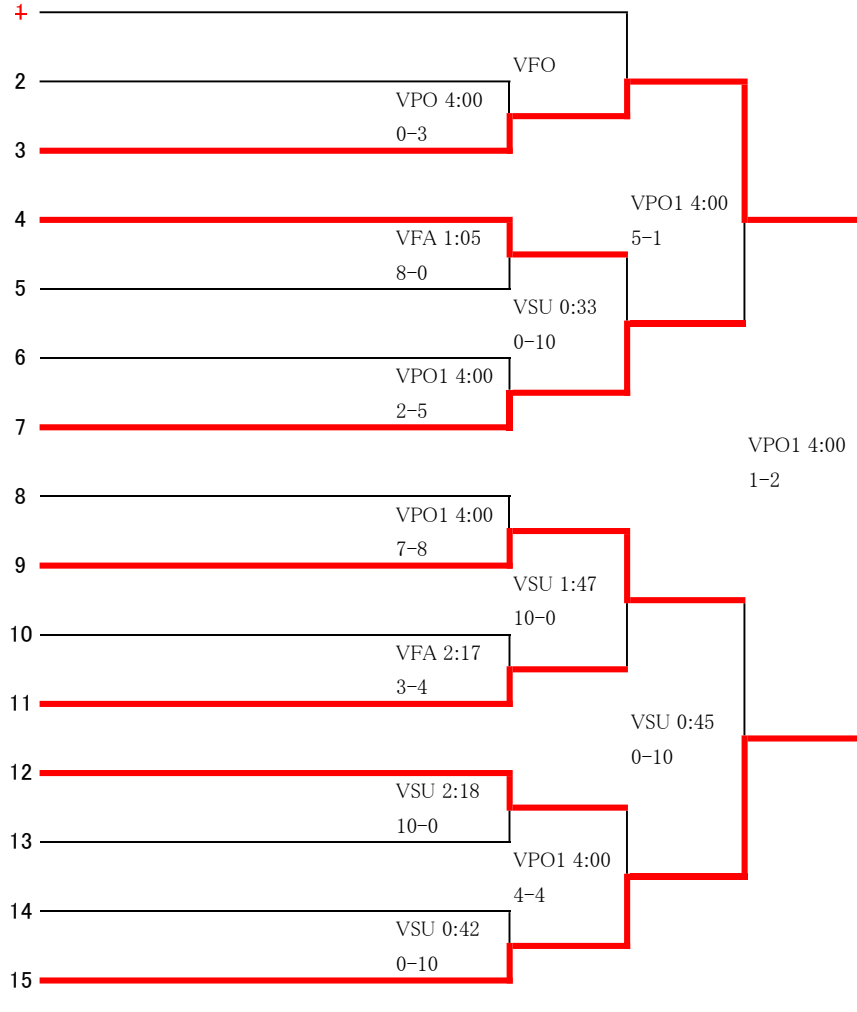 1
VFO
2
VPO 4:00
0-3
3
4
VPO1 4:00
5-1
VFA 1:05
8-0
5
VSU 0:33
0-10
6
VPO1 4:00
2-5
7
VPO1 4:00
1-2
8
VPO1 4:00
7-8
9
VSU 1:47
10-0
10
VFA 2:17
3-4
11
VSU 0:45
0-10
12
VSU 2:18
10-0
13
VPO1 4:00
4-4
14
VSU 0:42
0-10
15